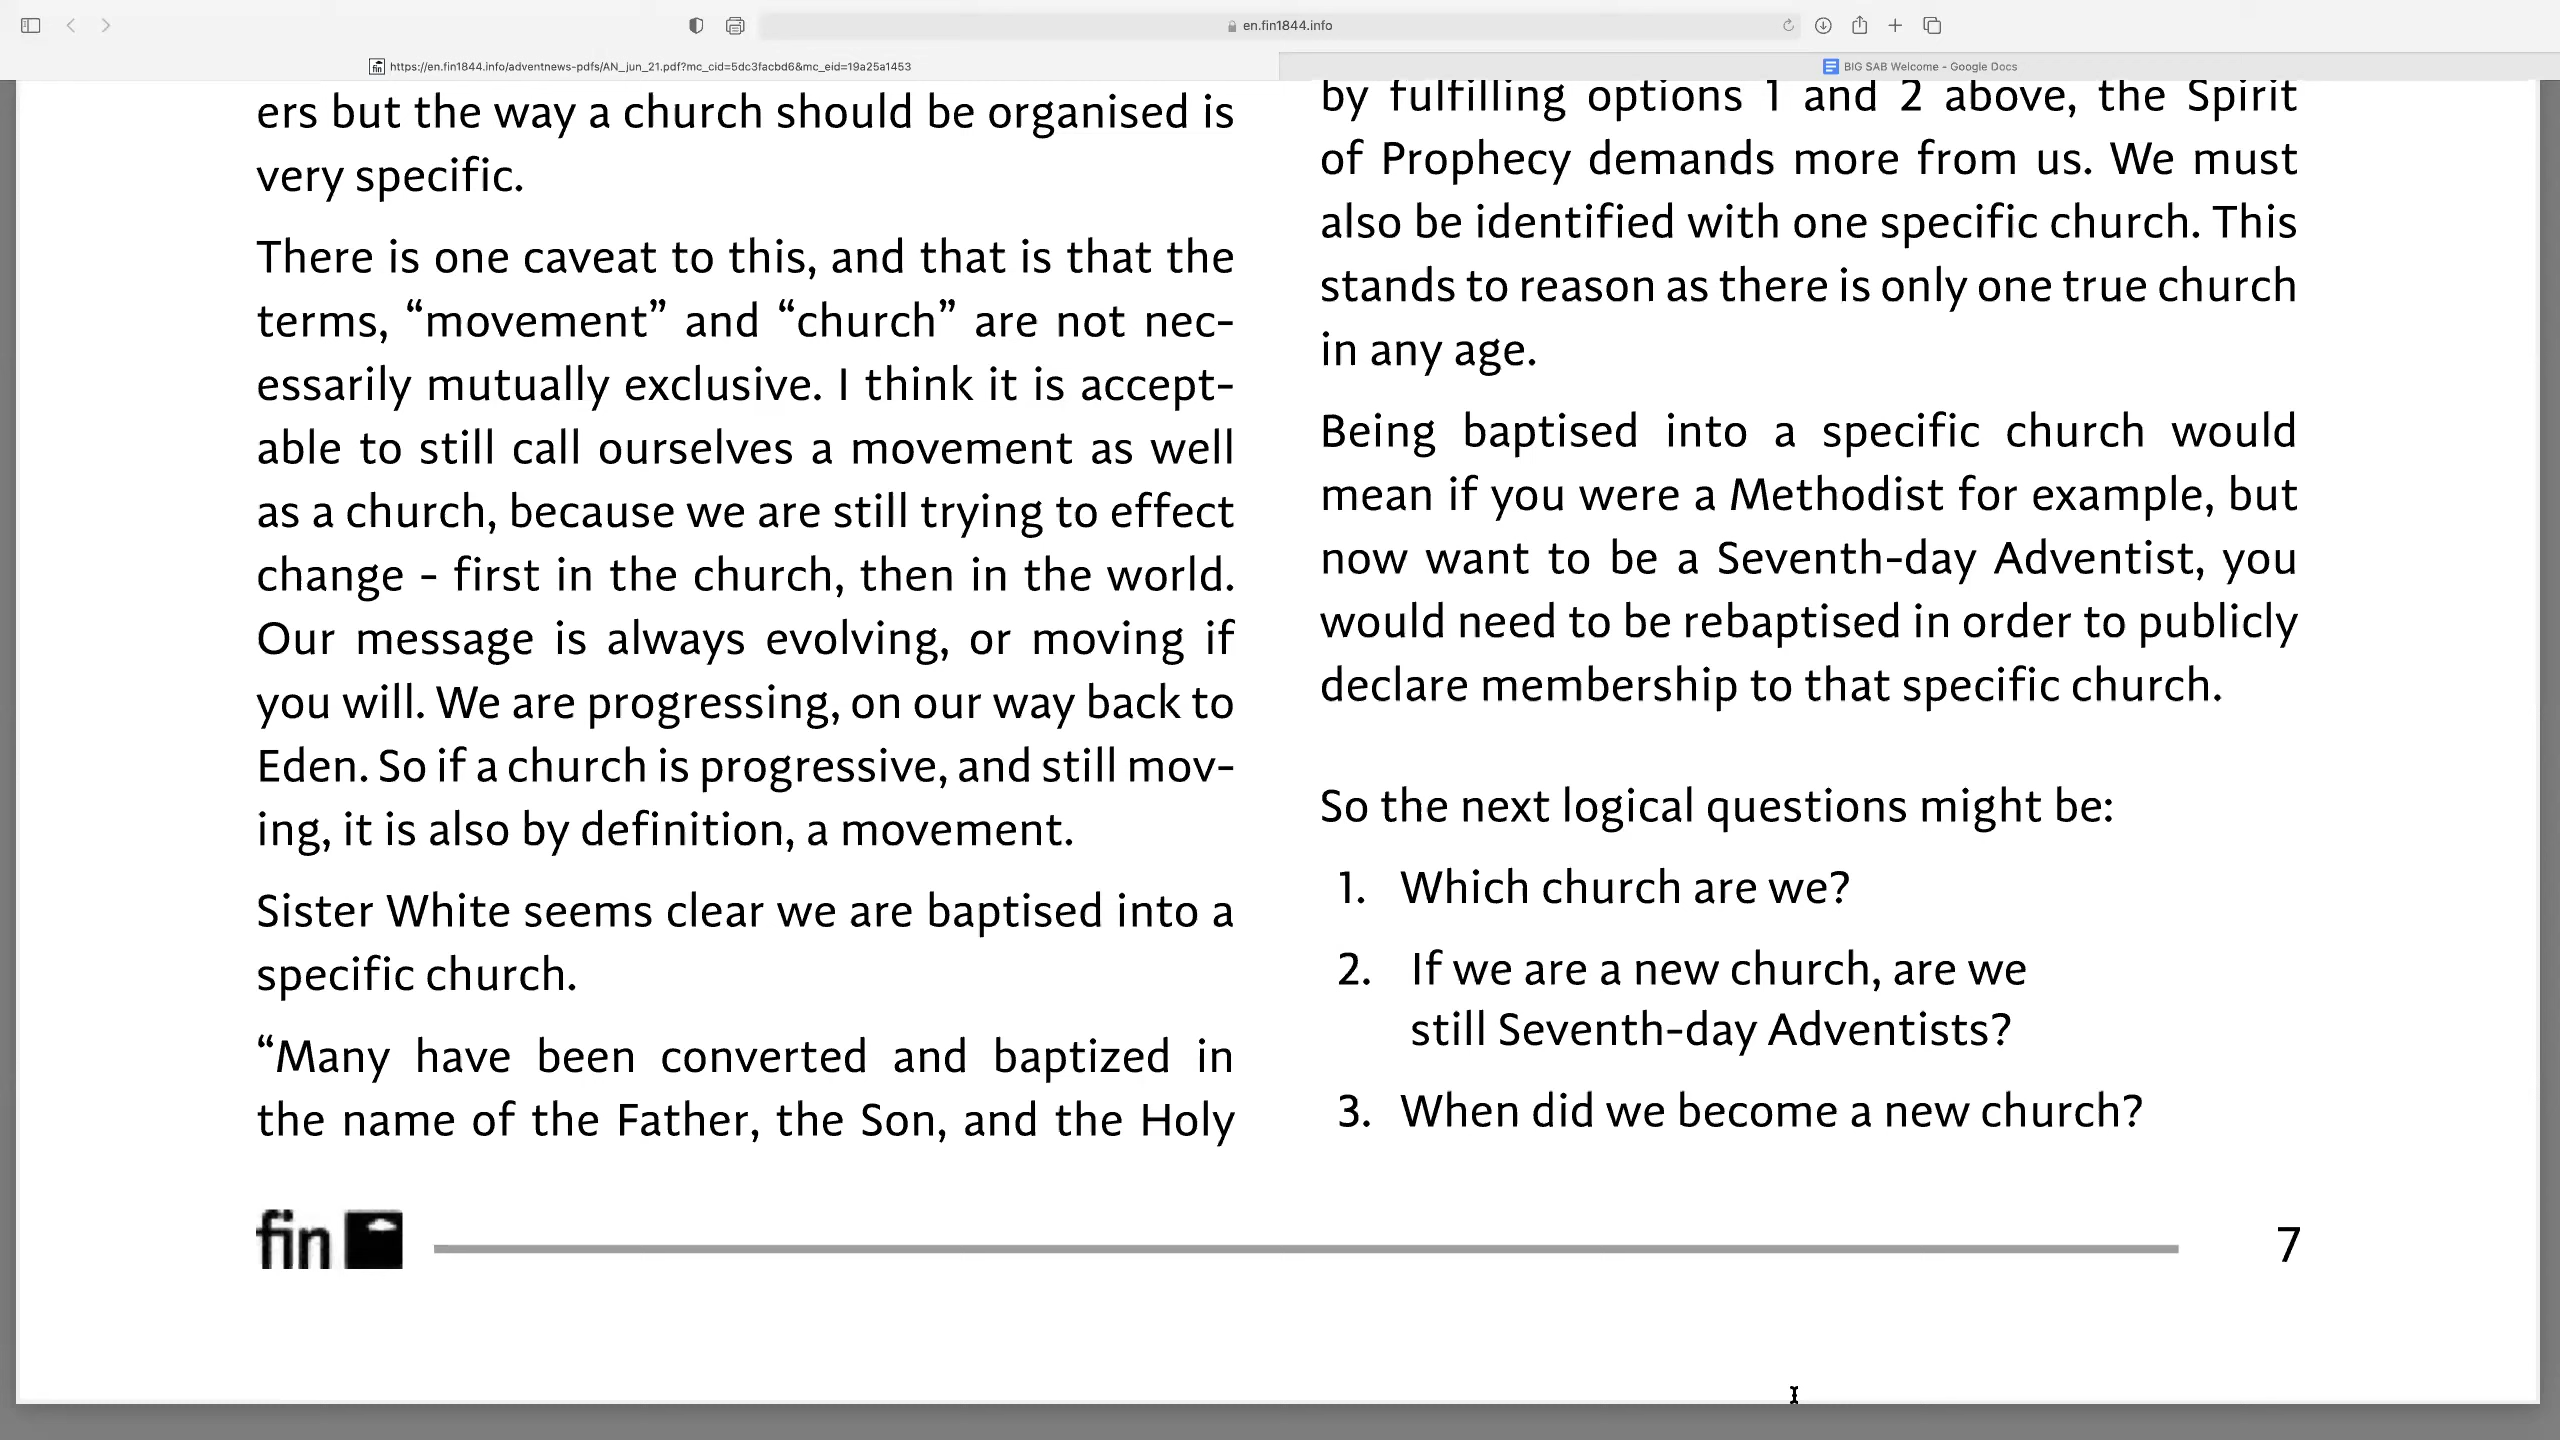 en.fin1844.info
https://en.fin1844.info/adventnews-pdfs/AN_jun_21.pdf?mc_cid=5dc3facbd6&mc_eid=19a25a1453
BIG SAB Welcome - Google Docs
ers but the way a church should be organised is
very specific.
There is one caveat to this, and that is that the
terms, “movement” and “church” are not nec-
essarily mutually exclusive. I think it is accept-
able to still call ourselves a movement as well
as a church, because we are still trying to effect
change - first in the church, then in the world.
Our message is always evolving, or moving if
you will. We are progressing, on our way back to
Eden. So if a church is progressive, and still mov-
ing, it is also by definition, a movement.
Sister White seems clear we are baptised into a
specific church.
“Many have been converted and baptized in
the name of the Father, the Son, and the Holy
by fulfilling options 1 and 2 above, the Spirit
of Prophecy demands more from us. We must
also be identified with one specific church. This
stands to reason as there is only one true church
in any age.
Being baptised into a specific church would
mean if you were a Methodist for example, but
now want to be a Seventh-day Adventist, you
would need to be rebaptised in order to publicly
declare membership to that specific church.
So the next logical questions might be:
1. Which church are we?
2. If we are a new church, are we
still Seventh-day Adventists?
3. When did we become a new church?
fin
7